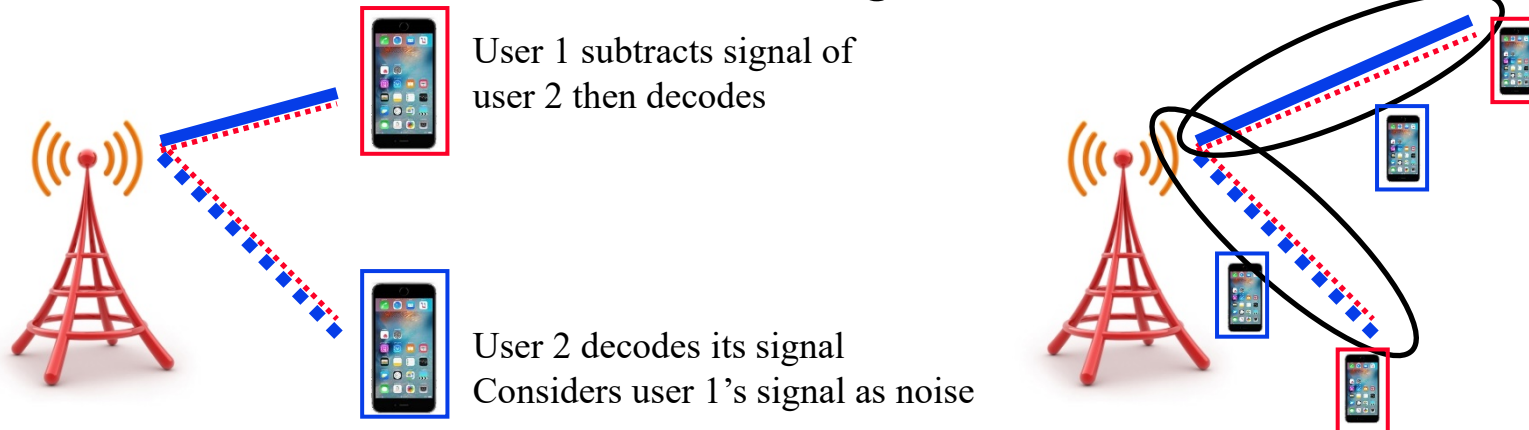 User 1 subtracts signal of
user 2 then decodes
User 2 decodes its signal
Considers user 1's signal as noise